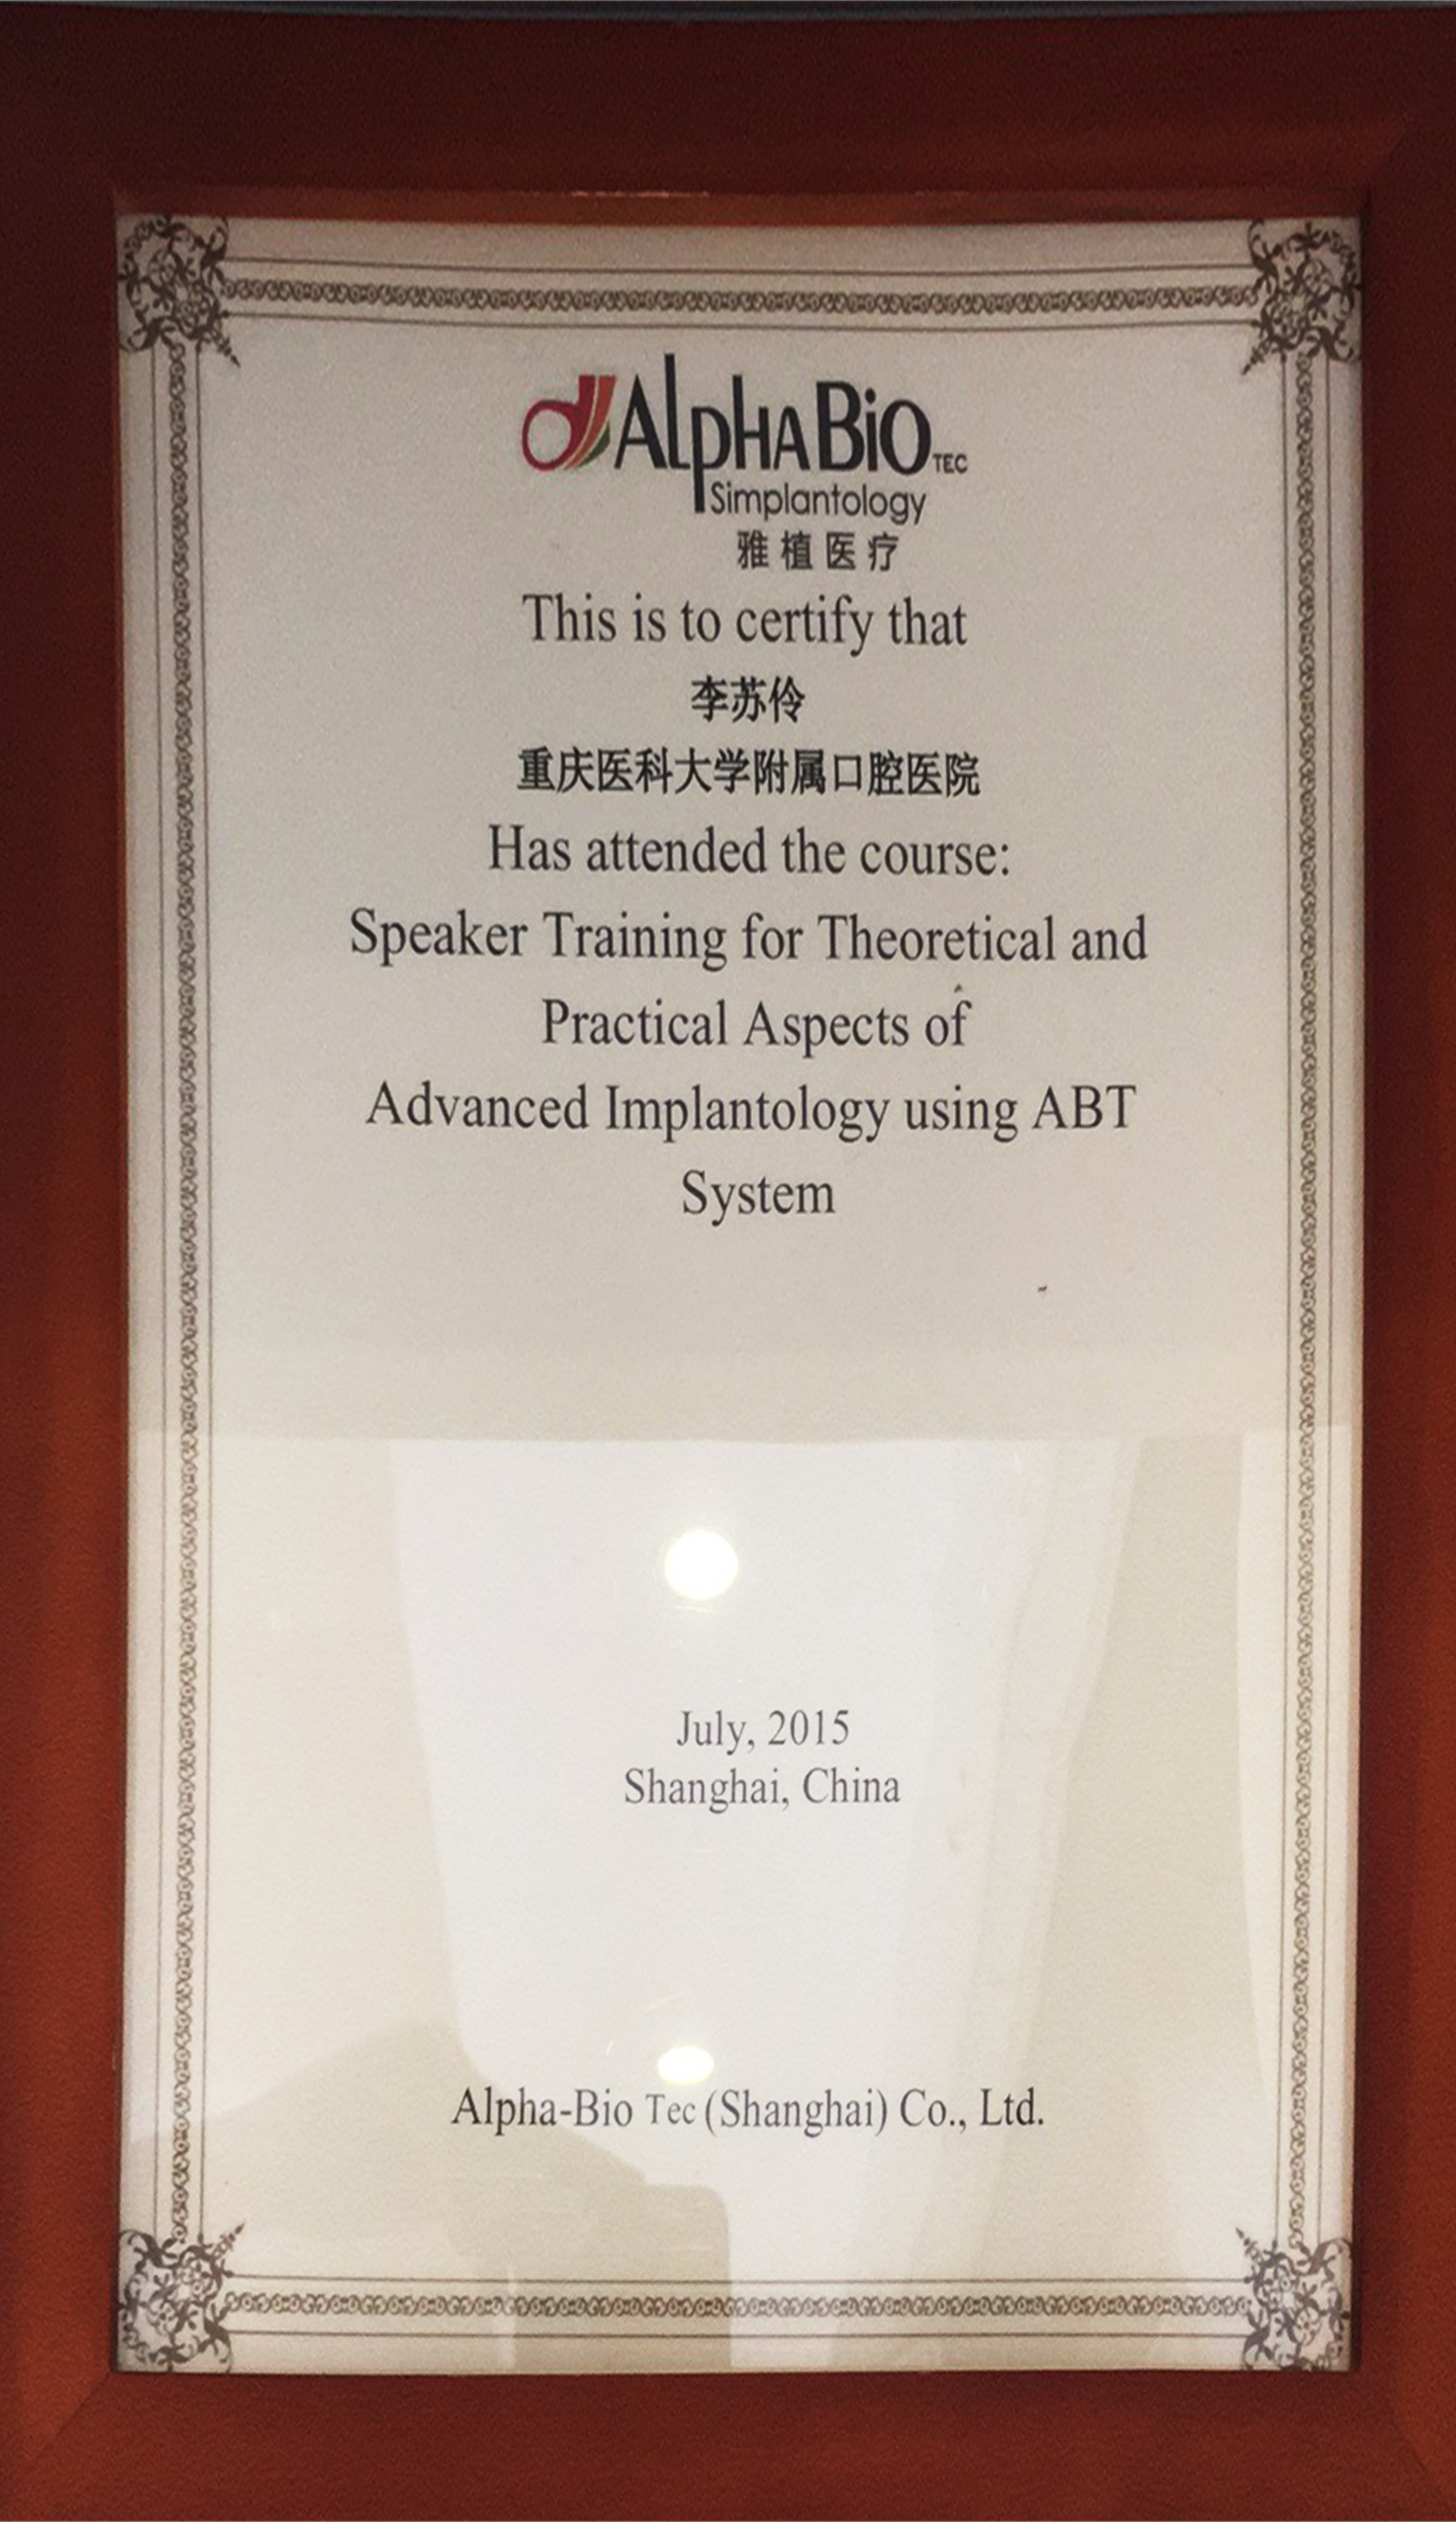 AlpHABiO TEC
Simplantology
雅植医疗
This is to certify that
李苏伶
重庆医科大学附属口腔医院
Has attended the course:
Speaker Training for Theoretical and
Practical Aspects of
Advanced Implantology using ABT
System
July, 2015
Shanghai, China
Alpha-Bio Tec (Shanghai) Co., Ltd.